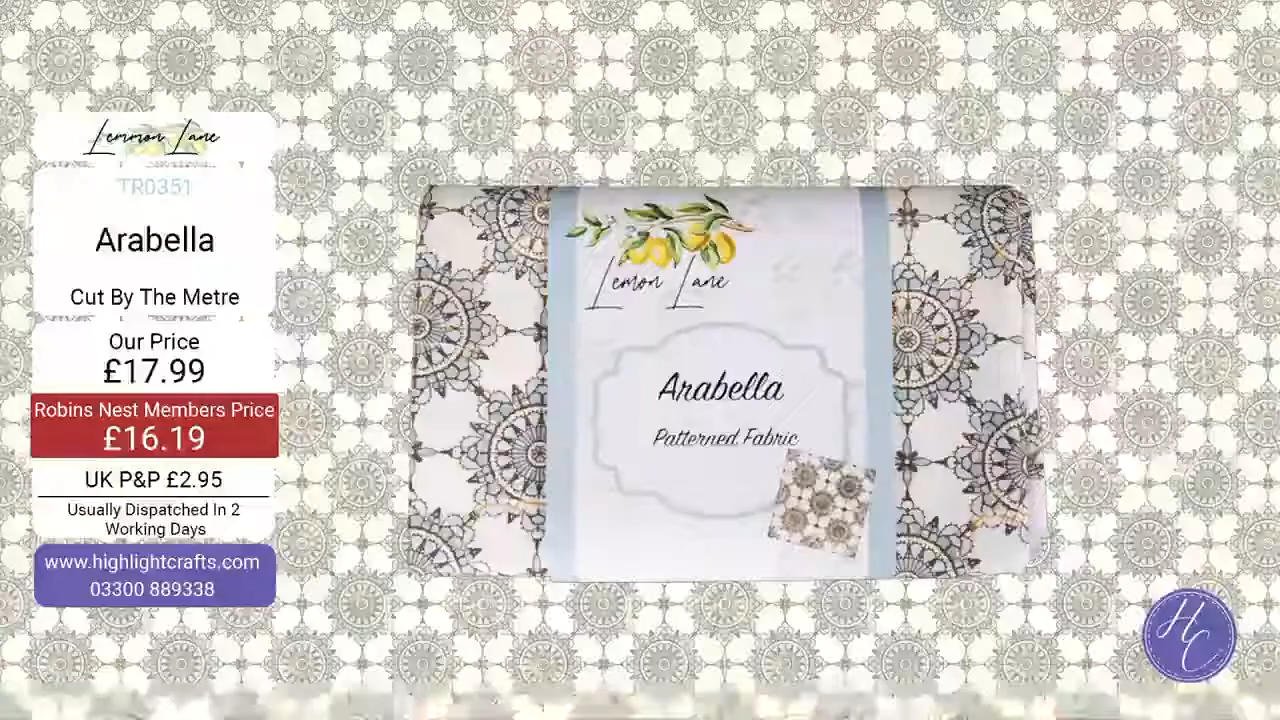 Lemmon Lane
TR0351
Arabella
Cut By The Metre
Our Price
£17.99
Robins Nest Members Price
£16.19
UK P&P £2.95
Usually Dispatched In 2
Working Days
www.highlightcrafts.com
03300 889338
Lemon Lane
Arabella
Patterned Fabric
HC